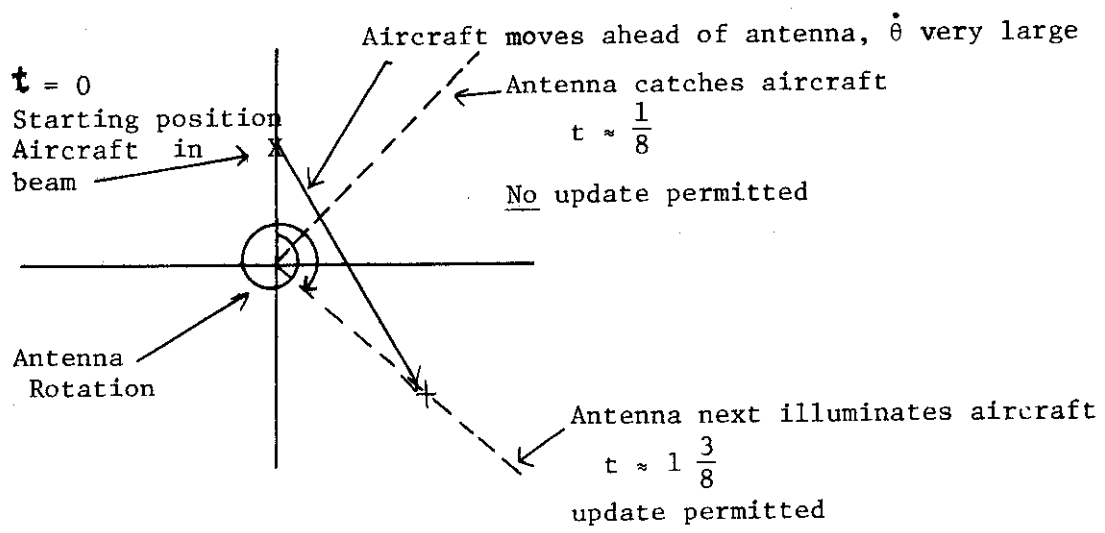 Aircraft moves ahead of antenna, θ̇ very large
t = 0
Starting position
Aircraft in
beam
X
Antenna catches aircraft
t ≈ 1/8
No update permitted
Antenna
Rotation
Antenna next illuminates aircraft
t ≈ 1 3/8
update permitted